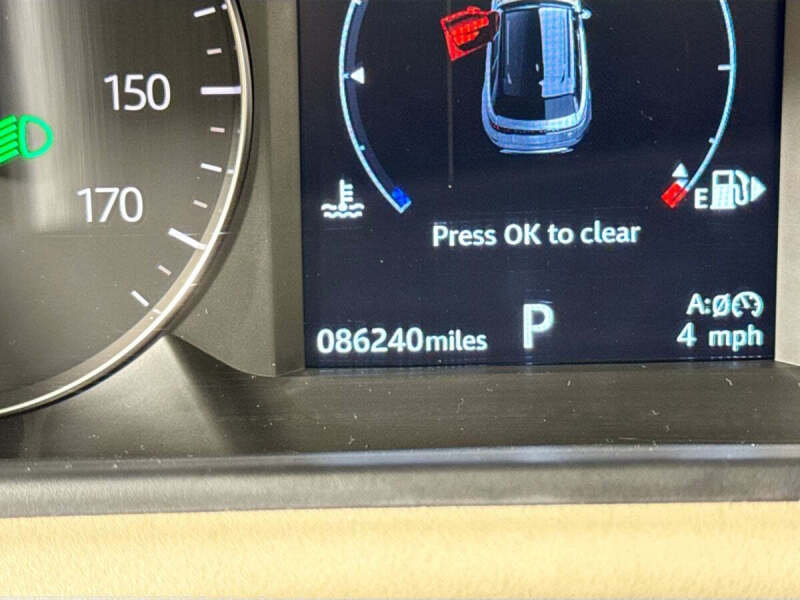 150
170
E
Press OK to clear
086240miles
P
A:Ø
4 mph